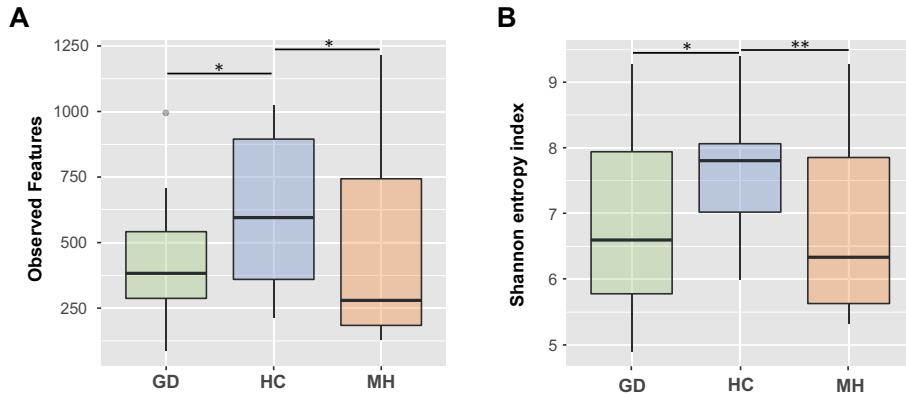 A
Observed Features
1250
1000
750
500
250
*
*
GD HC MH
B
Shannon entropy index
9
8
7
6
5
*
**
GD HC MH